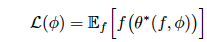 ℒ(ϕ) = 𝔼_f [ f ( θ*(f, ϕ) ) ]